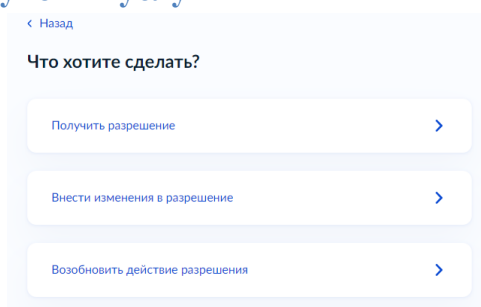 Назад
Что хотите сделать?
Получить разрешение
Внести изменения в разрешение
Возобновить действие разрешения